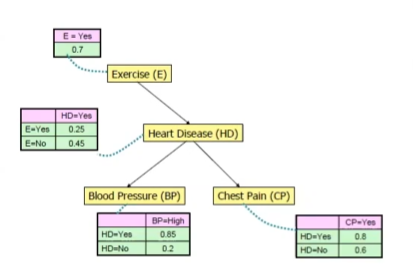 E = Yes
0.7
Exercise (E)
HD=Yes
E=Yes 0.25
E=No 0.45
Heart Disease (HD)
Blood Pressure (BP) Chest Pain (CP)
BP=High
HD=Yes 0.85
HD=No 0.2
CP=Yes
HD=Yes 0.8
HD=No 0.6